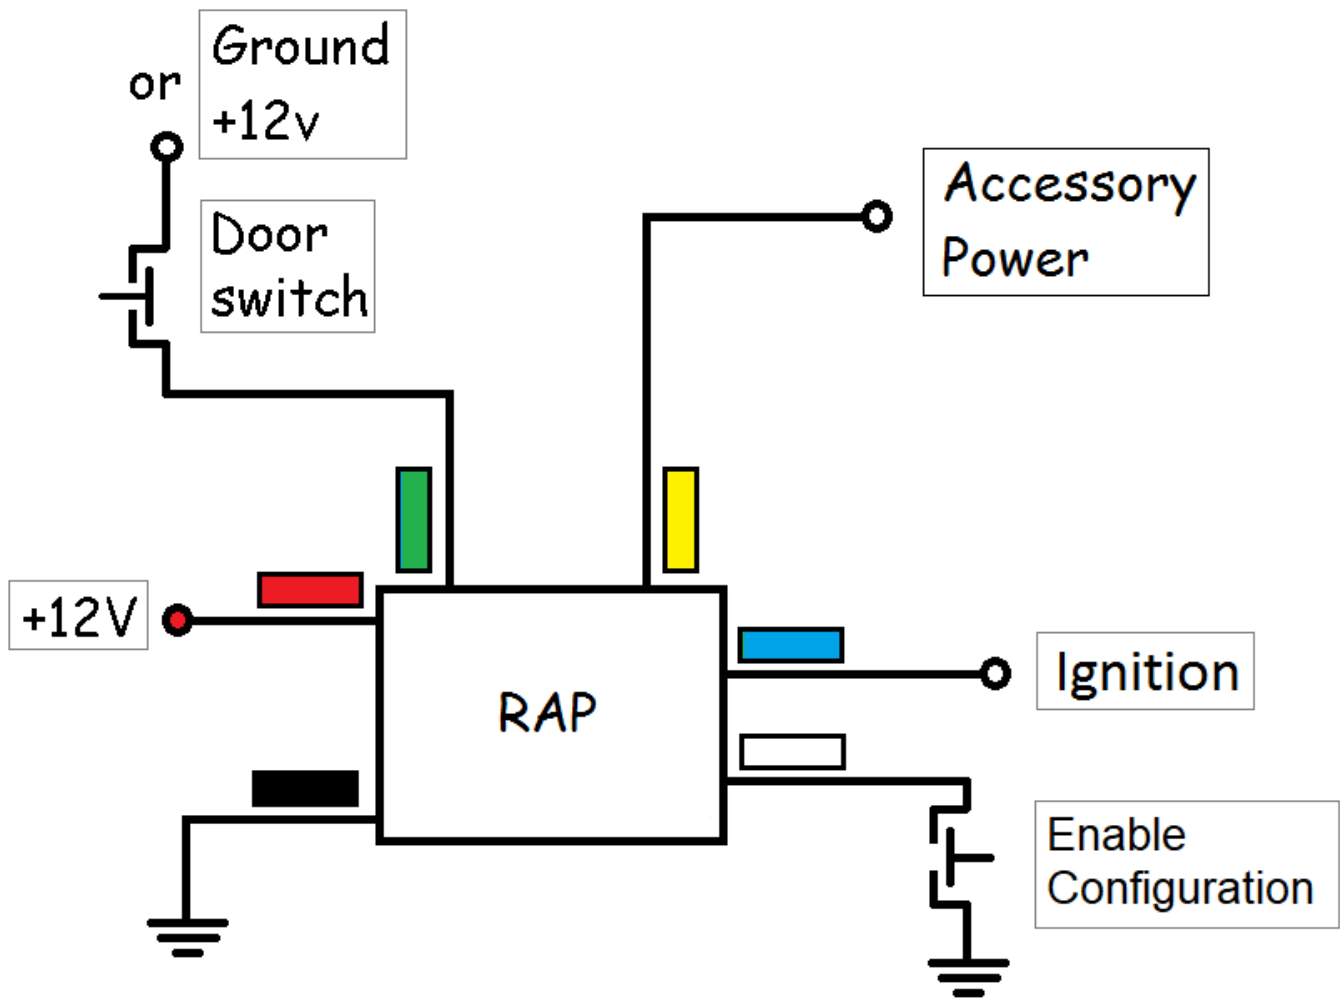 or
Ground
+12v
Door
switch
Accessory
Power
+12V
RAP
Ignition
Enable
Configuration